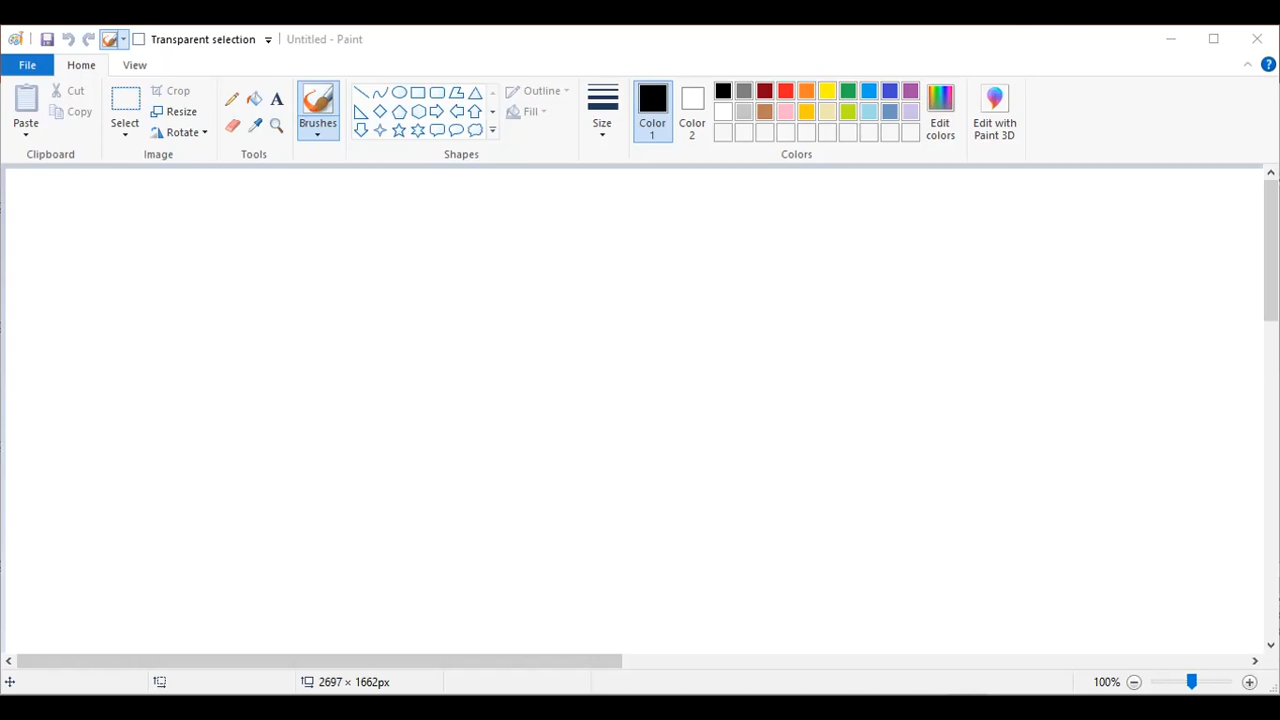 Transparent selection Untitled - Paint
File Home View
Paste Cut Copy Clipboard
Select Crop Resize Rotate Image
A Tools
Brushes
Shapes Outline Fill
Size
Color 1 Color 2 Edit colors Colors
Edit with Paint 3D
2697 × 1662px 100%